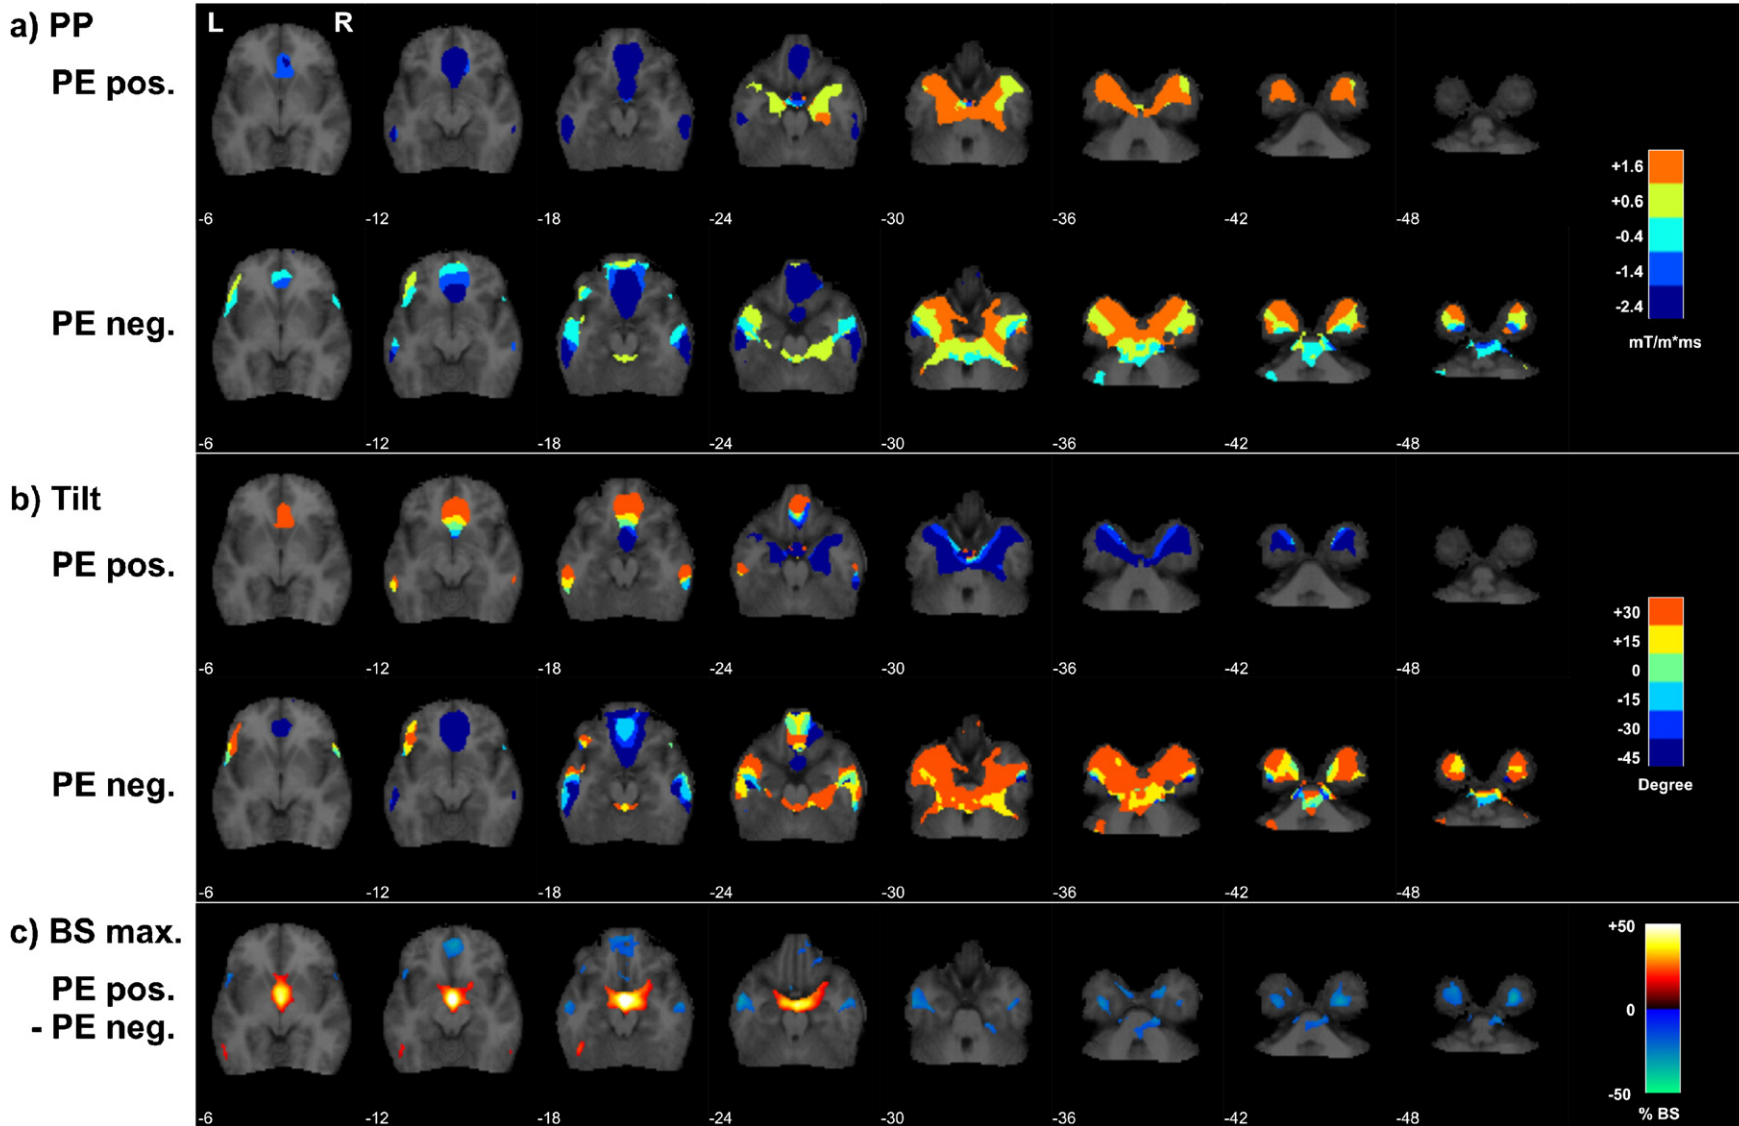 a) PP
L R
PE pos.
-6 -12 -18 -24 -30 -36 -42 -48
+1.6
+0.6
-0.4
-1.4
-2.4
mT/m*ms
PE neg.
-6 -12 -18 -24 -30 -36 -42 -48
b) Tilt
PE pos.
-6 -12 -18 -24 -30 -36 -42 -48
+30
+15
0
-15
-30
-45
Degree
PE neg.
-6 -12 -18 -24 -30 -36 -42 -48
c) BS max.
PE pos.
- PE neg.
-6 -12 -18 -24 -30 -36 -42 -48
+50
0
-50
% BS